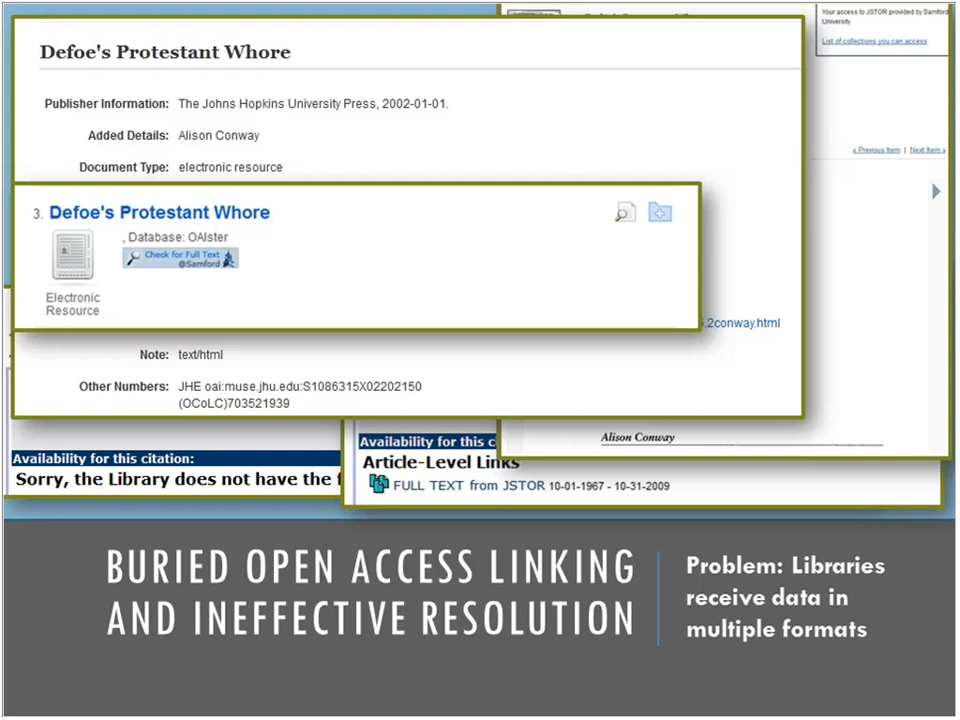 Your access to JSTOR provided by Samford
University
List of collections you can access
« Previous Item | Next Item »
Defoe's Protestant Whore
Publisher Information: The Johns Hopkins University Press, 2002-01-01.
Added Details: Alison Conway
Document Type: electronic resource
3. Defoe's Protestant Whore
, Database: OAIster
Check for Full Text
@Samford
Electronic
Resource
.2conway.html
Note: text/html
Other Numbers: JHE oai:muse.jhu.edu:S1086315X02202150
(OCoLC)703521939
Alison Conway
Availability for this c
Article-Level Links
FULL TEXT from JSTOR 10-01-1967 - 10-31-2009
Availability for this citation:
Sorry, the Library does not have the f
BURIED OPEN ACCESS LINKING
AND INEFFECTIVE RESOLUTION
Problem: Libraries
receive data in
multiple formats